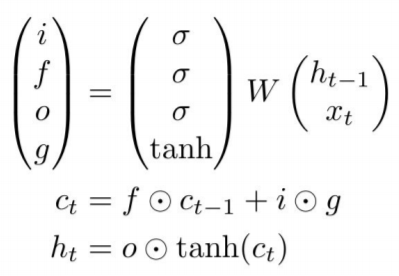 i σ
f = σ W h_{t-1}
o σ x_t
g tanh
c_t = f ⊙ c_{t-1} + i ⊙ g
h_t = o ⊙ tanh(c_t)